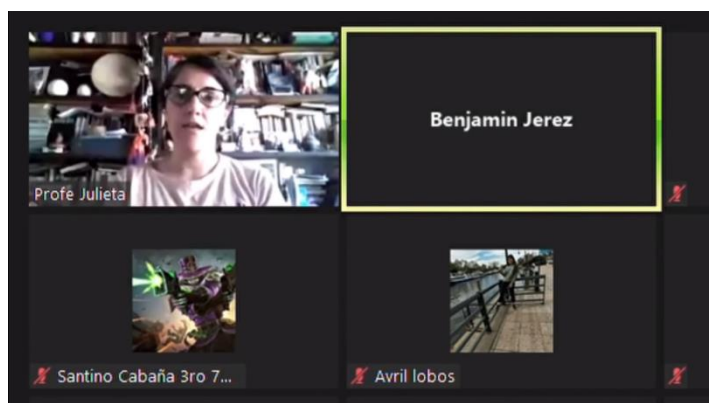 Profe Julieta
Benjamin Jerez
Santino Cabaña 3ro 7...
Avril lobos